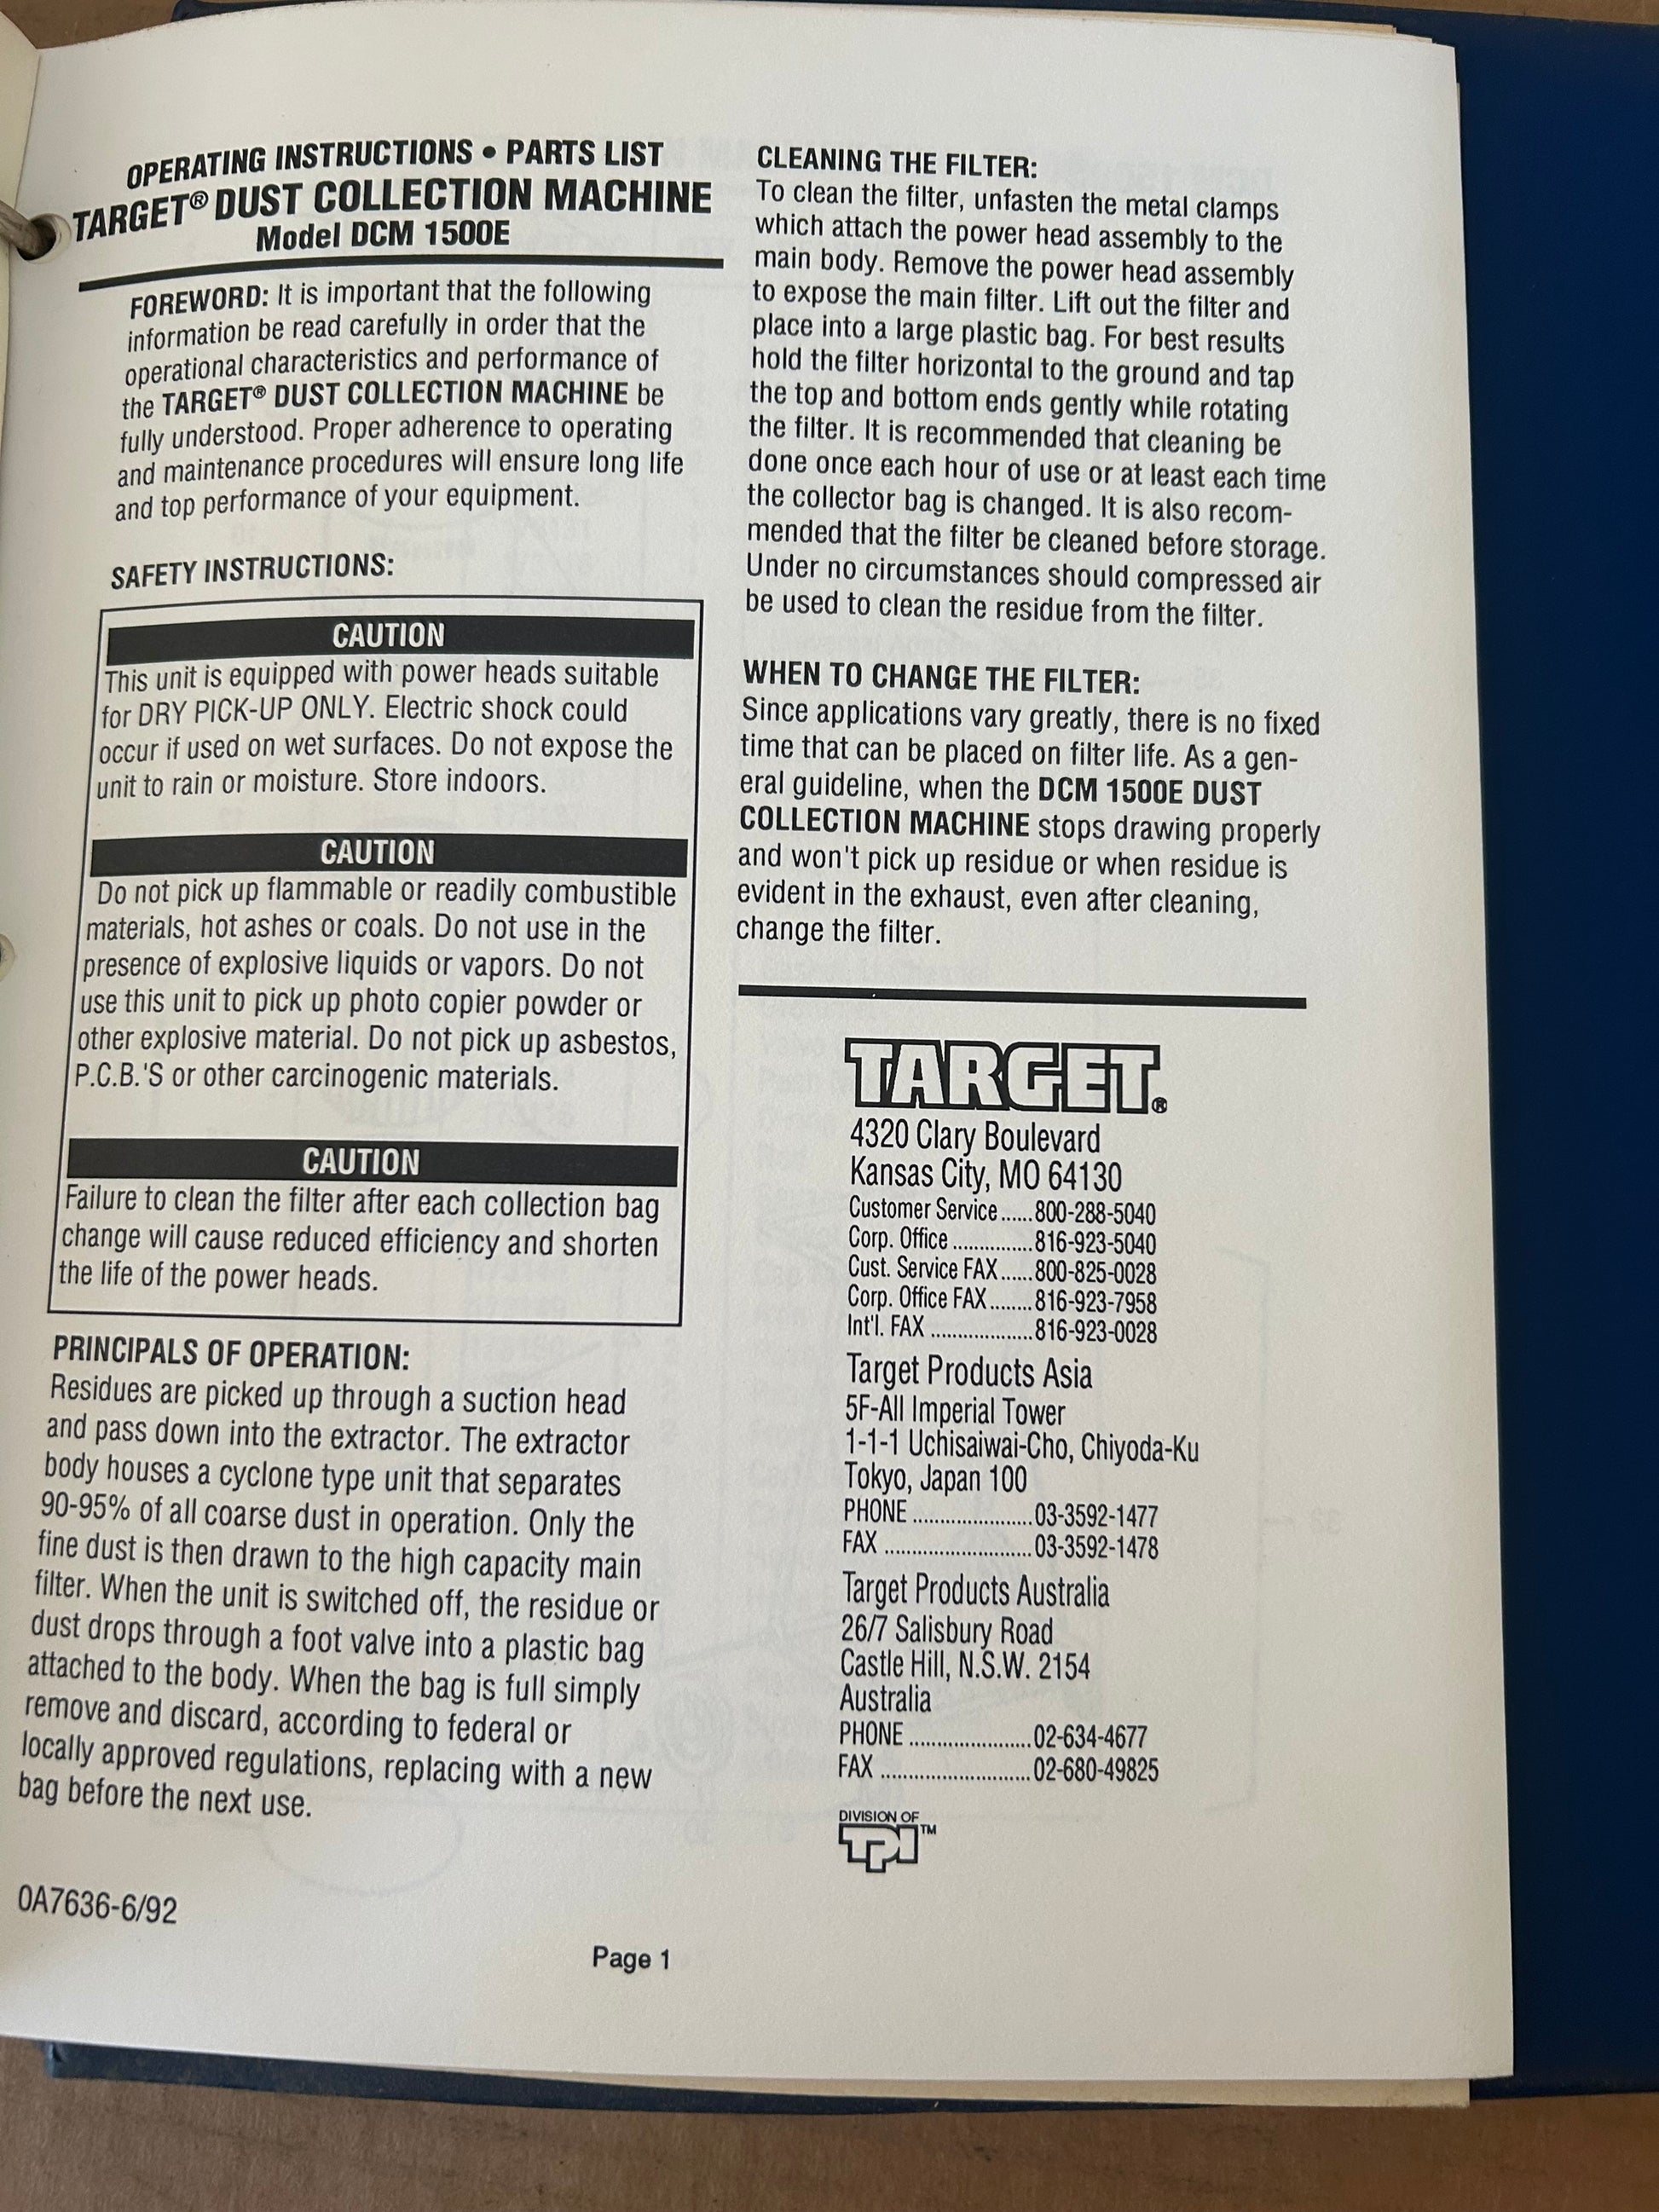 OPERATING INSTRUCTIONS • PARTS LIST
TARGET® DUST COLLECTION MACHINE
Model DCM 1500E
FOREWORD: It is important that the following
information be read carefully in order that the
operational characteristics and performance of
the TARGET® DUST COLLECTION MACHINE be
fully understood. Proper adherence to operating
and maintenance procedures will ensure long life
and top performance of your equipment.
SAFETY INSTRUCTIONS:
CAUTION
This unit is equipped with power heads suitable
for DRY PICK-UP ONLY. Electric shock could
occur if used on wet surfaces. Do not expose the
unit to rain or moisture. Store indoors.
CAUTION
Do not pick up flammable or readily combustible
materials, hot ashes or coals. Do not use in the
presence of explosive liquids or vapors. Do not
use this unit to pick up photo copier powder or
other explosive material. Do not pick up asbestos,
P.C.B.'S or other carcinogenic materials.
CAUTION
Failure to clean the filter after each collection bag
change will cause reduced efficiency and shorten
the life of the power heads.
PRINCIPALS OF OPERATION:
Residues are picked up through a suction head
and pass down into the extractor. The extractor
body houses a cyclone type unit that separates
90-95% of all coarse dust in operation. Only the
fine dust is then drawn to the high capacity main
filter. When the unit is switched off, the residue or
dust drops through a foot valve into a plastic bag
attached to the body. When the bag is full simply
remove and discard, according to federal or
locally approved regulations, replacing with a new
bag before the next use.
0A7636-6/92
CLEANING THE FILTER:
To clean the filter, unfasten the metal clamps
which attach the power head assembly to the
main body. Remove the power head assembly
to expose the main filter. Lift out the filter and
place into a large plastic bag. For best results
hold the filter horizontal to the ground and tap
the top and bottom ends gently while rotating
the filter. It is recommended that cleaning be
done once each hour of use or at least each time
the collector bag is changed. It is also recom-
mended that the filter be cleaned before storage.
Under no circumstances should compressed air
be used to clean the residue from the filter.
WHEN TO CHANGE THE FILTER:
Since applications vary greatly, there is no fixed
time that can be placed on filter life. As a gen-
eral guideline, when the DCM 1500E DUST
COLLECTION MACHINE stops drawing properly
and won't pick up residue or when residue is
evident in the exhaust, even after cleaning,
change the filter.
TARGET®
4320 Clary Boulevard
Kansas City, MO 64130
Customer Service......800-288-5040
Corp. Office ...............816-923-5040
Cust. Service FAX......800-825-0028
Corp. Office FAX........816-923-7958
Int'l. FAX ...................816-923-0028
Target Products Asia
5F-All Imperial Tower
1-1-1 Uchisaiwai-Cho, Chiyoda-Ku
Tokyo, Japan 100
PHONE ......................03-3592-1477
FAX ...........................03-3592-1478
Target Products Australia
26/7 Salisbury Road
Castle Hill, N.S.W. 2154
Australia
PHONE ......................02-634-4677
FAX ...........................02-680-49825
DIVISION OF
TPI™
Page 1